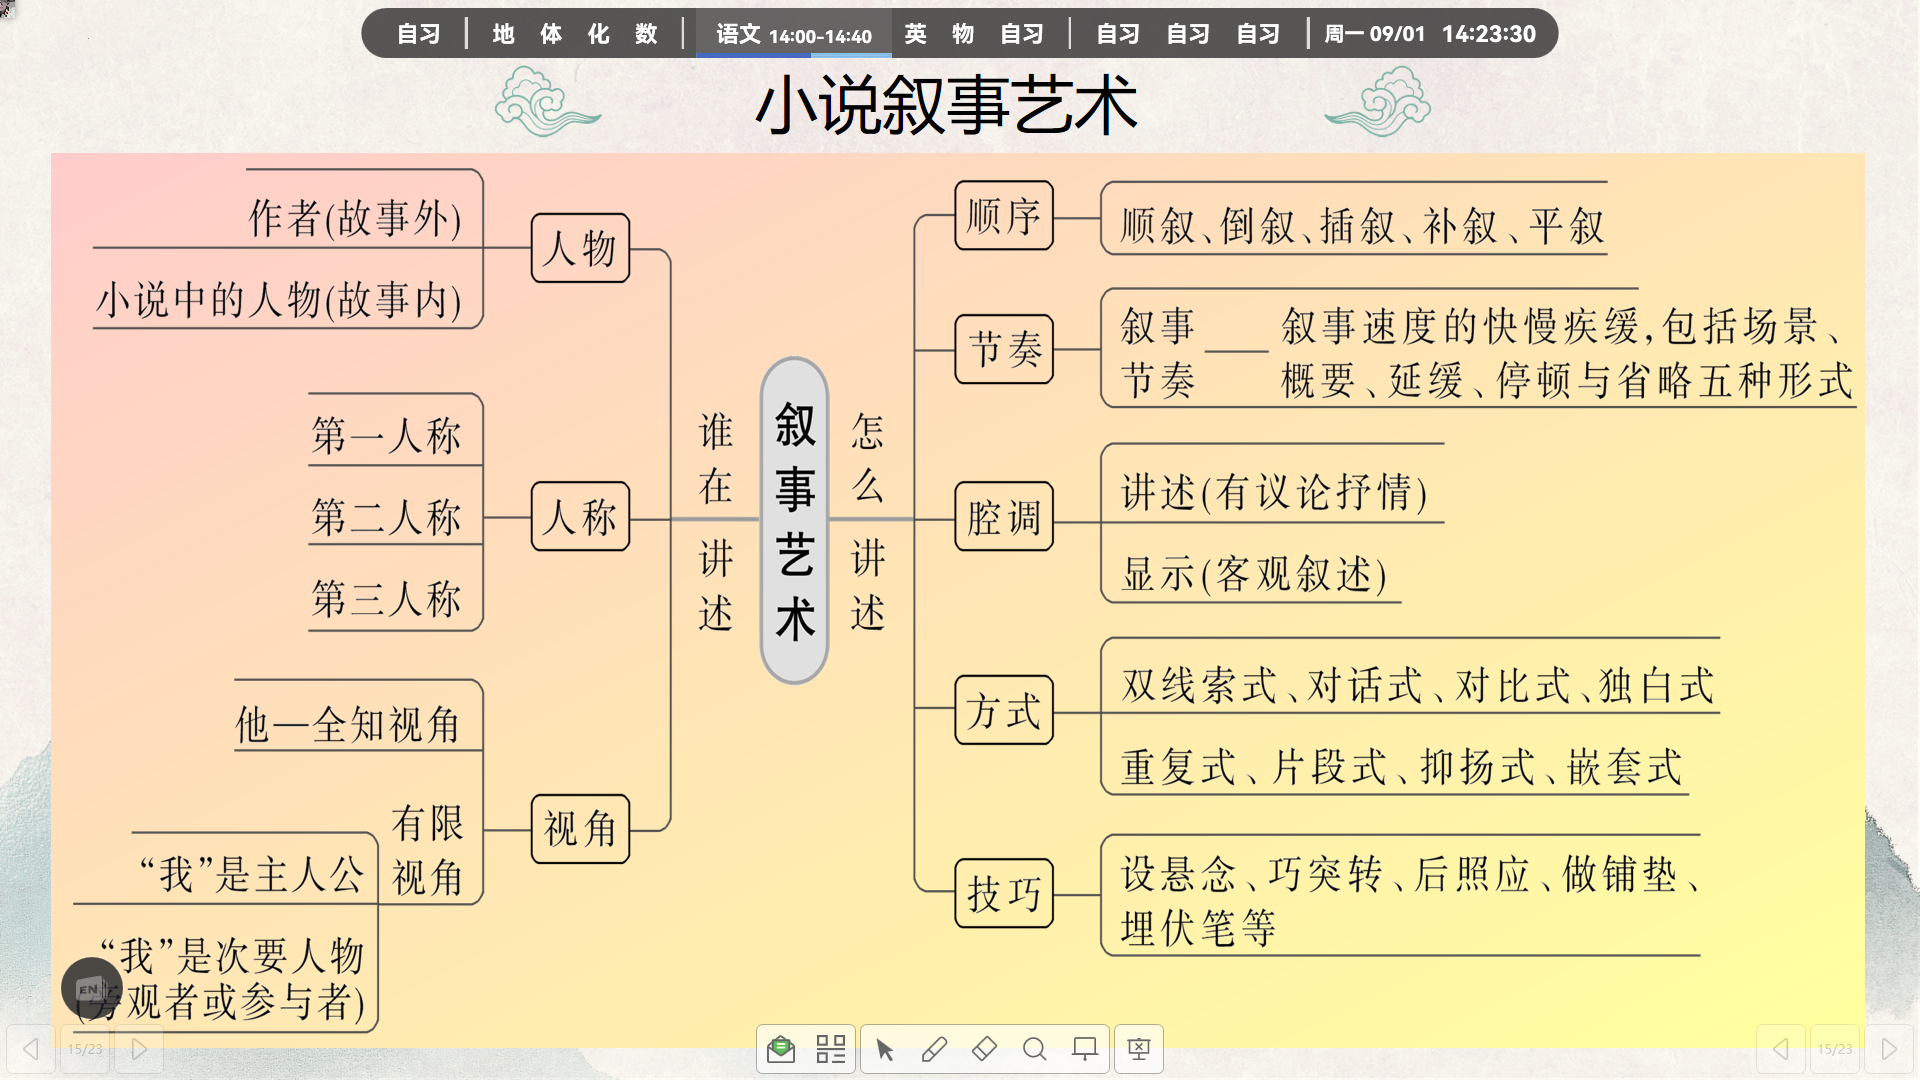 自习 | 地 体 化 数 | 语文 14:00-14:40 英 物 自习 | 自习 自习 自习 | 周一 09/01 14:23:30
小说叙事艺术
作者(故事外)
小说中的人物(故事内)
人物
第一人称
第二人称
第三人称
人称
他—全知视角
有限
视角
“我”是主人公
“我”是次要人物
(旁观者或参与者)
视角
谁在讲述
叙事艺术
怎么讲述
顺序
顺叙、倒叙、插叙、补叙、平叙
节奏
叙事
节奏
叙事速度的快慢疾缓,包括场景、
概要、延缓、停顿与省略五种形式
腔调
讲述(有议论抒情)
显示(客观叙述)
方式
双线索式、对话式、对比式、独白式
重复式、片段式、抑扬式、嵌套式
技巧
设悬念、巧突转、后照应、做铺垫、
埋伏笔等
EN
15/23
15/23